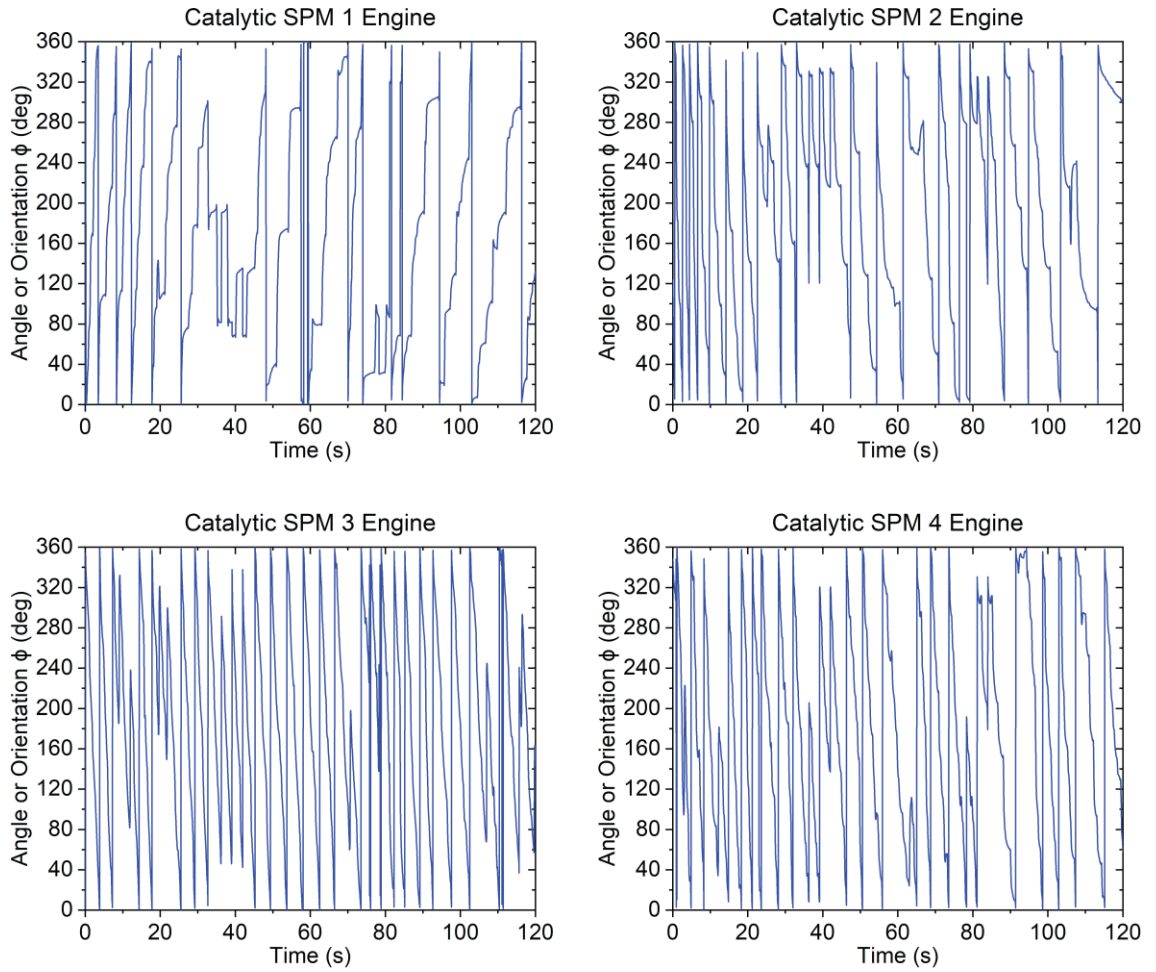 Catalytic SPM 1 Engine
Angle or Orientation ϕ (deg)
360
320
280
240
200
160
120
80
40
0
0 20 40 60 80 100 120
Time (s)
Catalytic SPM 2 Engine
Angle or Orientation ϕ (deg)
360
320
280
240
200
160
120
80
40
0
0 20 40 60 80 100 120
Time (s)
Catalytic SPM 3 Engine
Angle or Orientation ϕ (deg)
360
320
280
240
200
160
120
80
40
0
0 20 40 60 80 100 120
Time (s)
Catalytic SPM 4 Engine
Angle or Orientation ϕ (deg)
360
320
280
240
200
160
120
80
40
0
0 20 40 60 80 100 120
Time (s)